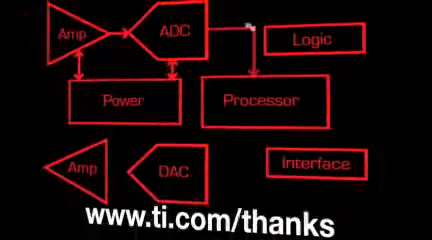 Amp
ADC
Logic
Power
Processor
Amp
DAC
Interface
www.ti.com/thanks